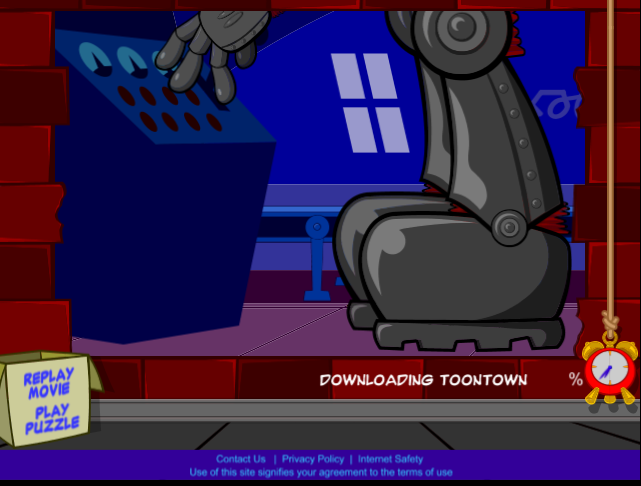 DOWNLOADING TOONTOWN %
REPLAY
MOVIE
PLAY
PUZZLE
Contact Us | Privacy Policy | Internet Safety
Use of this site signifies your agreement to the terms of use